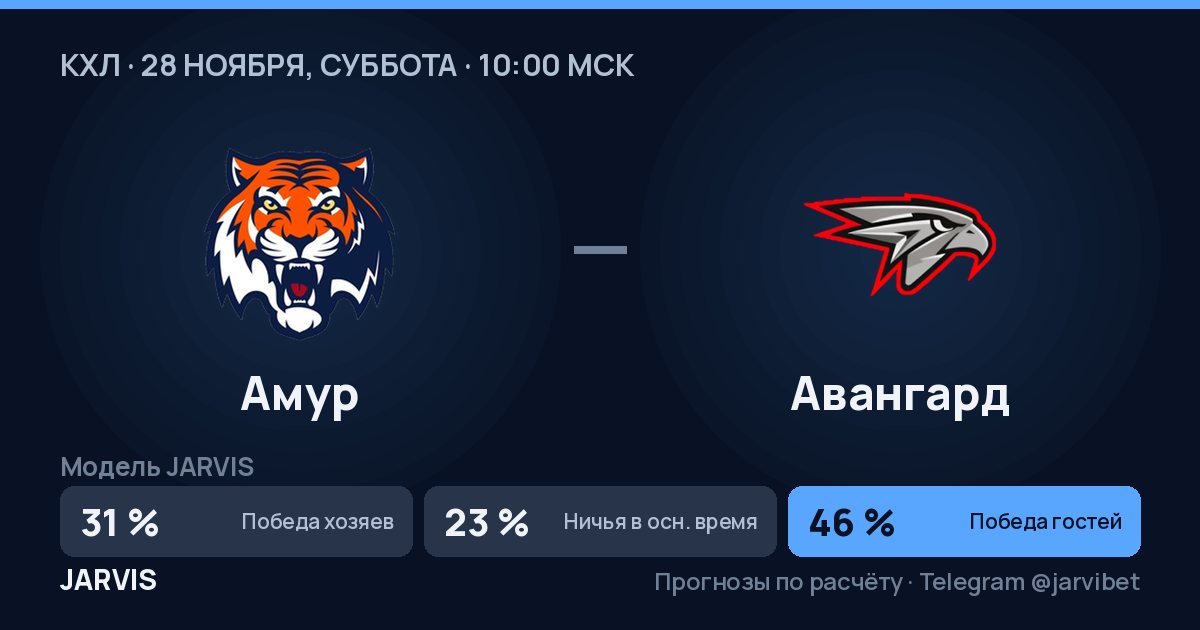 КХЛ · 28 НОЯБРЯ, СУББОТА · 10:00 МСК
—
Амур
Авангард
Модель JARVIS
31 % Победа хозяев
23 % Ничья в осн. время
46 % Победа гостей
JARVIS
Прогнозы по расчёту · Telegram @jarvibet